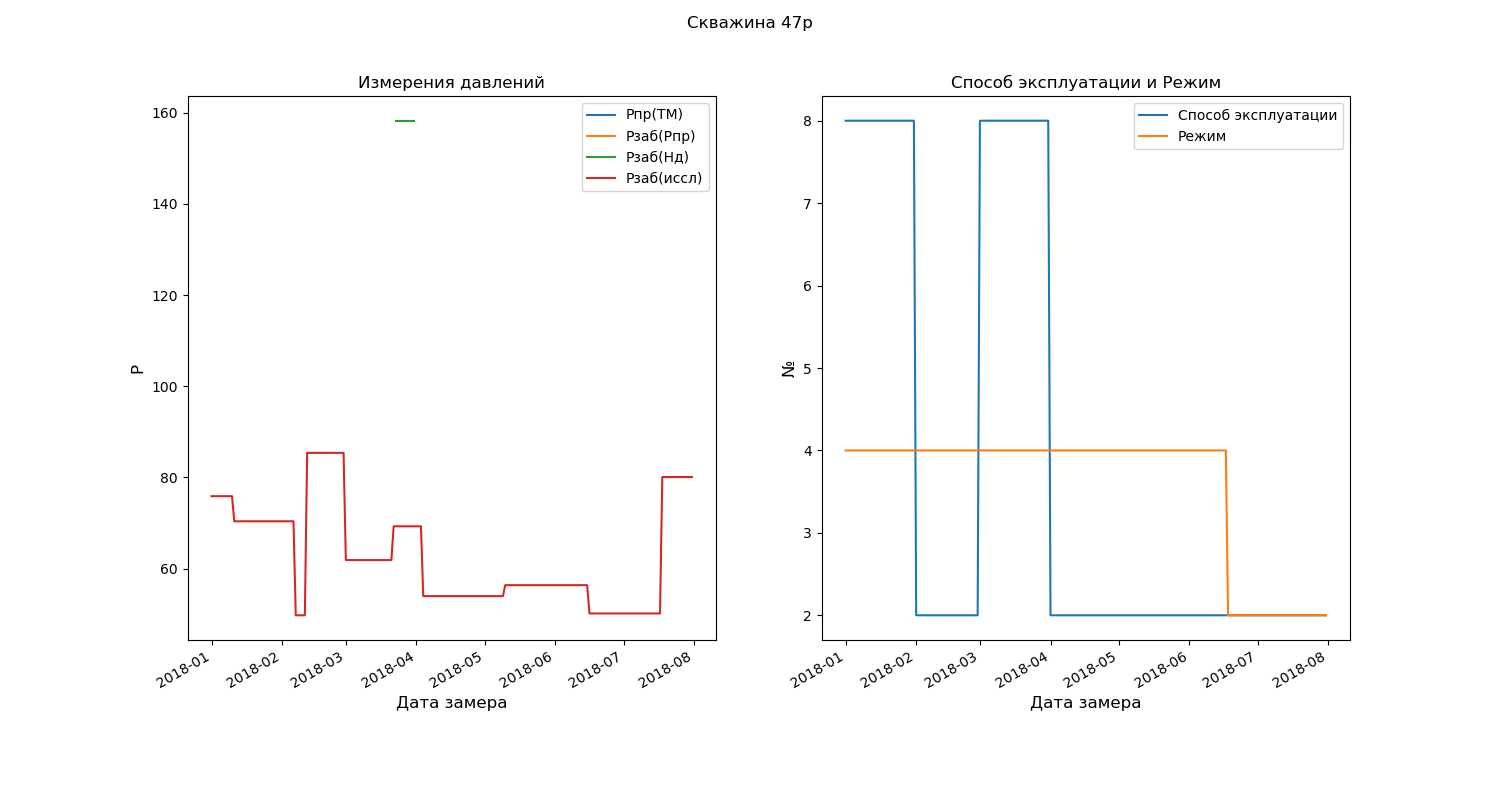 Скважина 47р
Измерения давлений
160
140
120
100
80
60
P
Рпр(ТМ)
Рзаб(Рпр)
Рзаб(Нд)
Рзаб(иссл)
2018-01
2018-02
2018-03
2018-04
2018-05
2018-06
2018-07
2018-08
Дата замера
Способ эксплуатации и Режим
8
7
6
5
4
3
2
№
Способ эксплуатации
Режим
2018-01
2018-02
2018-03
2018-04
2018-05
2018-06
2018-07
2018-08
Дата замера